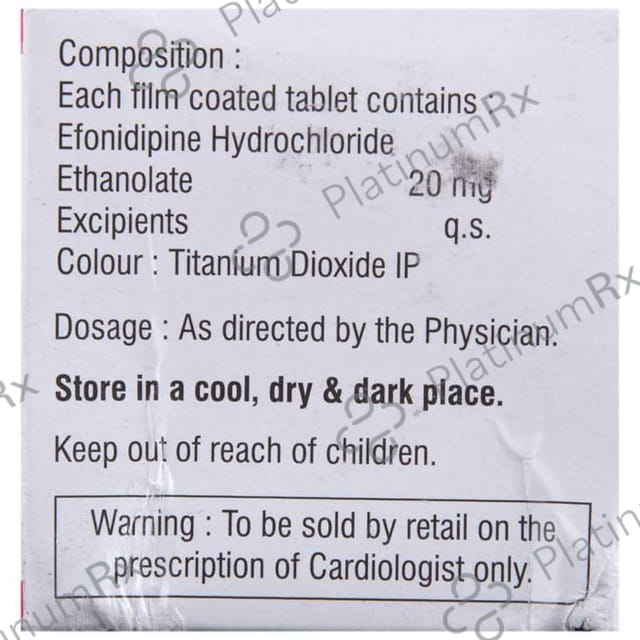 Composition :
Each film coated tablet contains :
Efonidipine Hydrochloride
Ethanolate 20 mg
Excipients q.s.
Colour : Titanium Dioxide IP
Dosage : As directed by the Physician.
Store in a cool, dry & dark place.
Keep out of reach of children.
Warning : To be sold by retail on the
prescription of Cardiologist only.
PlatinumRx
PlatinumRx